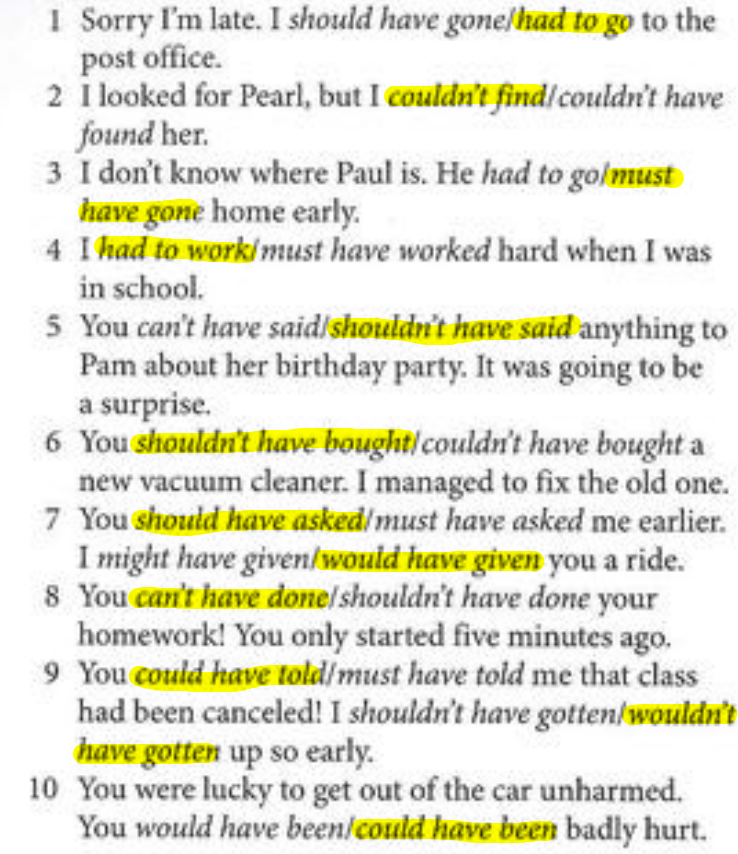 1 Sorry I'm late. I should have gone/had to go to the
post office.
2 I looked for Pearl, but I couldn't find/couldn't have
found her.
3 I don't know where Paul is. He had to go/must
have gone home early.
4 I had to work/must have worked hard when I was
in school.
5 You can't have said/shouldn't have said anything to
Pam about her birthday party. It was going to be
a surprise.
6 You shouldn't have bought/couldn't have bought a
new vacuum cleaner. I managed to fix the old one.
7 You should have asked/must have asked me earlier.
I might have given/would have given you a ride.
8 You can't have done/shouldn't have done your
homework! You only started five minutes ago.
9 You could have told/must have told me that class
had been canceled! I shouldn't have gotten/wouldn't
have gotten up so early.
10 You were lucky to get out of the car unharmed.
You would have been/could have been badly hurt.